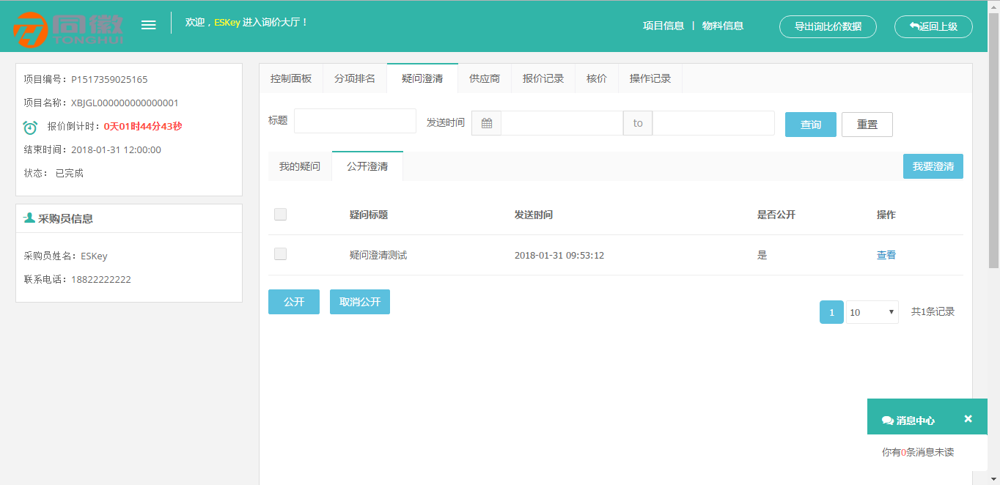 同徽
TONGHUI
欢迎，ESKey 进入询价大厅！
项目信息 | 物料信息
导出询比价数据
返回上级
项目编号：P1517359025165
项目名称：XBJGL000000000000001
报价倒计时：0天01时44分43秒
结束时间：2018-01-31 12:00:00
状态： 已完成
采购员信息
采购员姓名：ESKey
联系电话：18822222222
控制面板 分项排名 疑问澄清 供应商 报价记录 核价 操作记录
标题 发送时间 to 查询 重置
我的疑问 公开澄清 我要澄清
疑问标题 发送时间 是否公开 操作
疑问澄清测试 2018-01-31 09:53:12 是 查看
公开 取消公开
1 10 共1条记录
消息中心 ×
你有0条消息未读